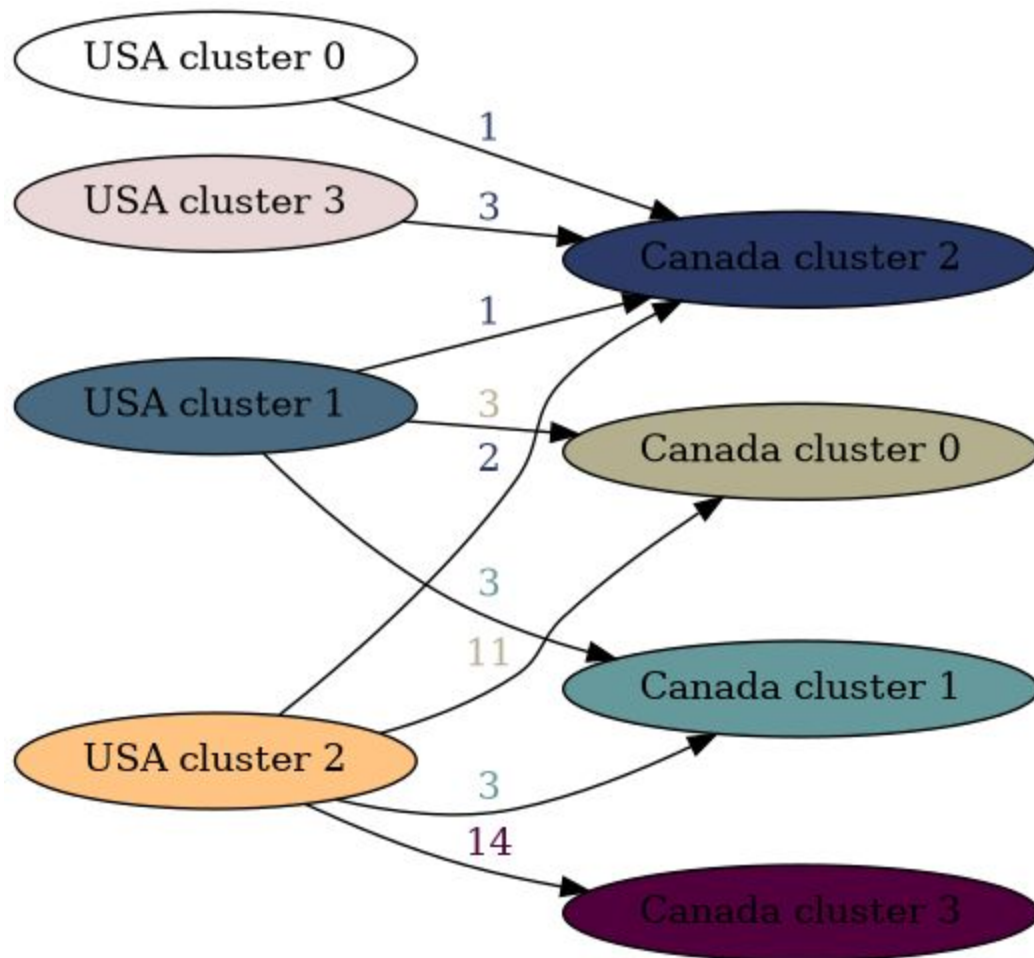 USA cluster 0
1
USA cluster 3
3
Canada cluster 2
1
USA cluster 1
3
2
Canada cluster 0
3
11
Canada cluster 1
USA cluster 2
3
14
Canada cluster 3